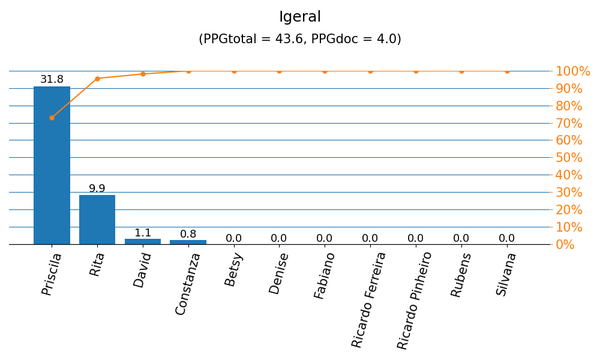 Igeral
(PPGtotal = 43.6, PPGdoc = 4.0)
31.8
9.9
1.1
0.8
0.0
0.0
0.0
0.0
0.0
0.0
0.0
100%
90%
80%
70%
60%
50%
40%
30%
20%
10%
0%
Priscila
Rita
David
Constanza
Betsy
Denise
Fabiano
Ricardo Ferreira
Ricardo Pinheiro
Rubens
Silvana